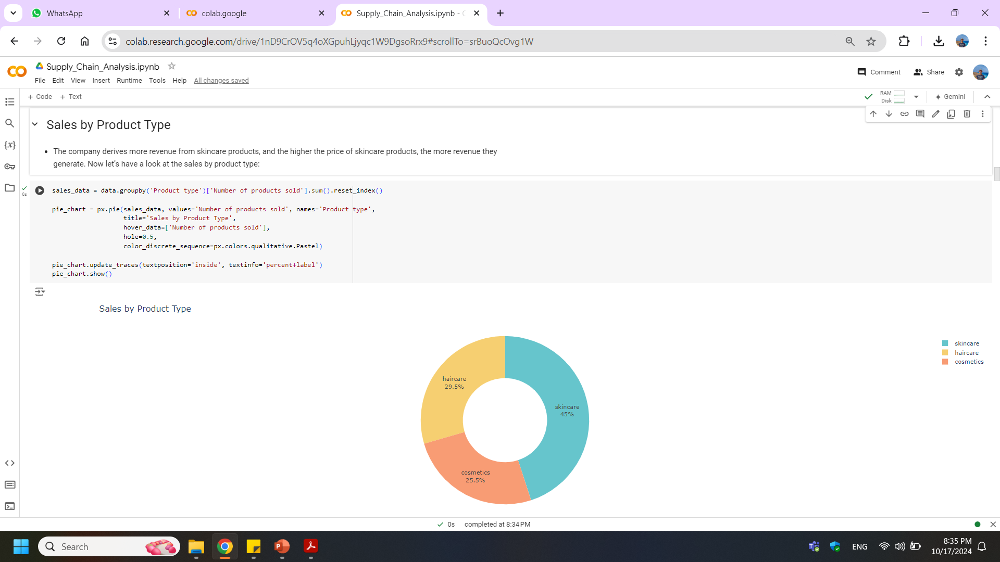 WhatsApp
colab.google
Supply_Chain_Analysis.ipynb -
colab.research.google.com/drive/1nD9CrOV5q4oXGpuhLjyqc1W9DgsoRrx9#scrollTo=srBuoQcOvg1W
Supply_Chain_Analysis.ipynb
Comment
Share
File Edit View Insert Runtime Tools Help All changes saved
+ Code + Text
RAM
Disk
Gemini
Sales by Product Type
• The company derives more revenue from skincare products, and the higher the price of skincare products, the more revenue they
generate. Now let’s have a look at the sales by product type:
{x}
0s
sales_data = data.groupby('Product type')['Number of products sold'].sum().reset_index()
pie_chart = px.pie(sales_data, values='Number of products sold', names='Product type',
title='Sales by Product Type',
hover_data=['Number of products sold'],
hole=0.5,
color_discrete_sequence=px.colors.qualitative.Pastel)
pie_chart.update_traces(textposition='inside', textinfo='percent+label')
pie_chart.show()
Sales by Product Type
skincare
haircare
cosmetics
haircare
29.5%
skincare
45%
cosmetics
25.5%
0s completed at 8:34 PM
Search
ENG
8:35 PM
10/17/2024